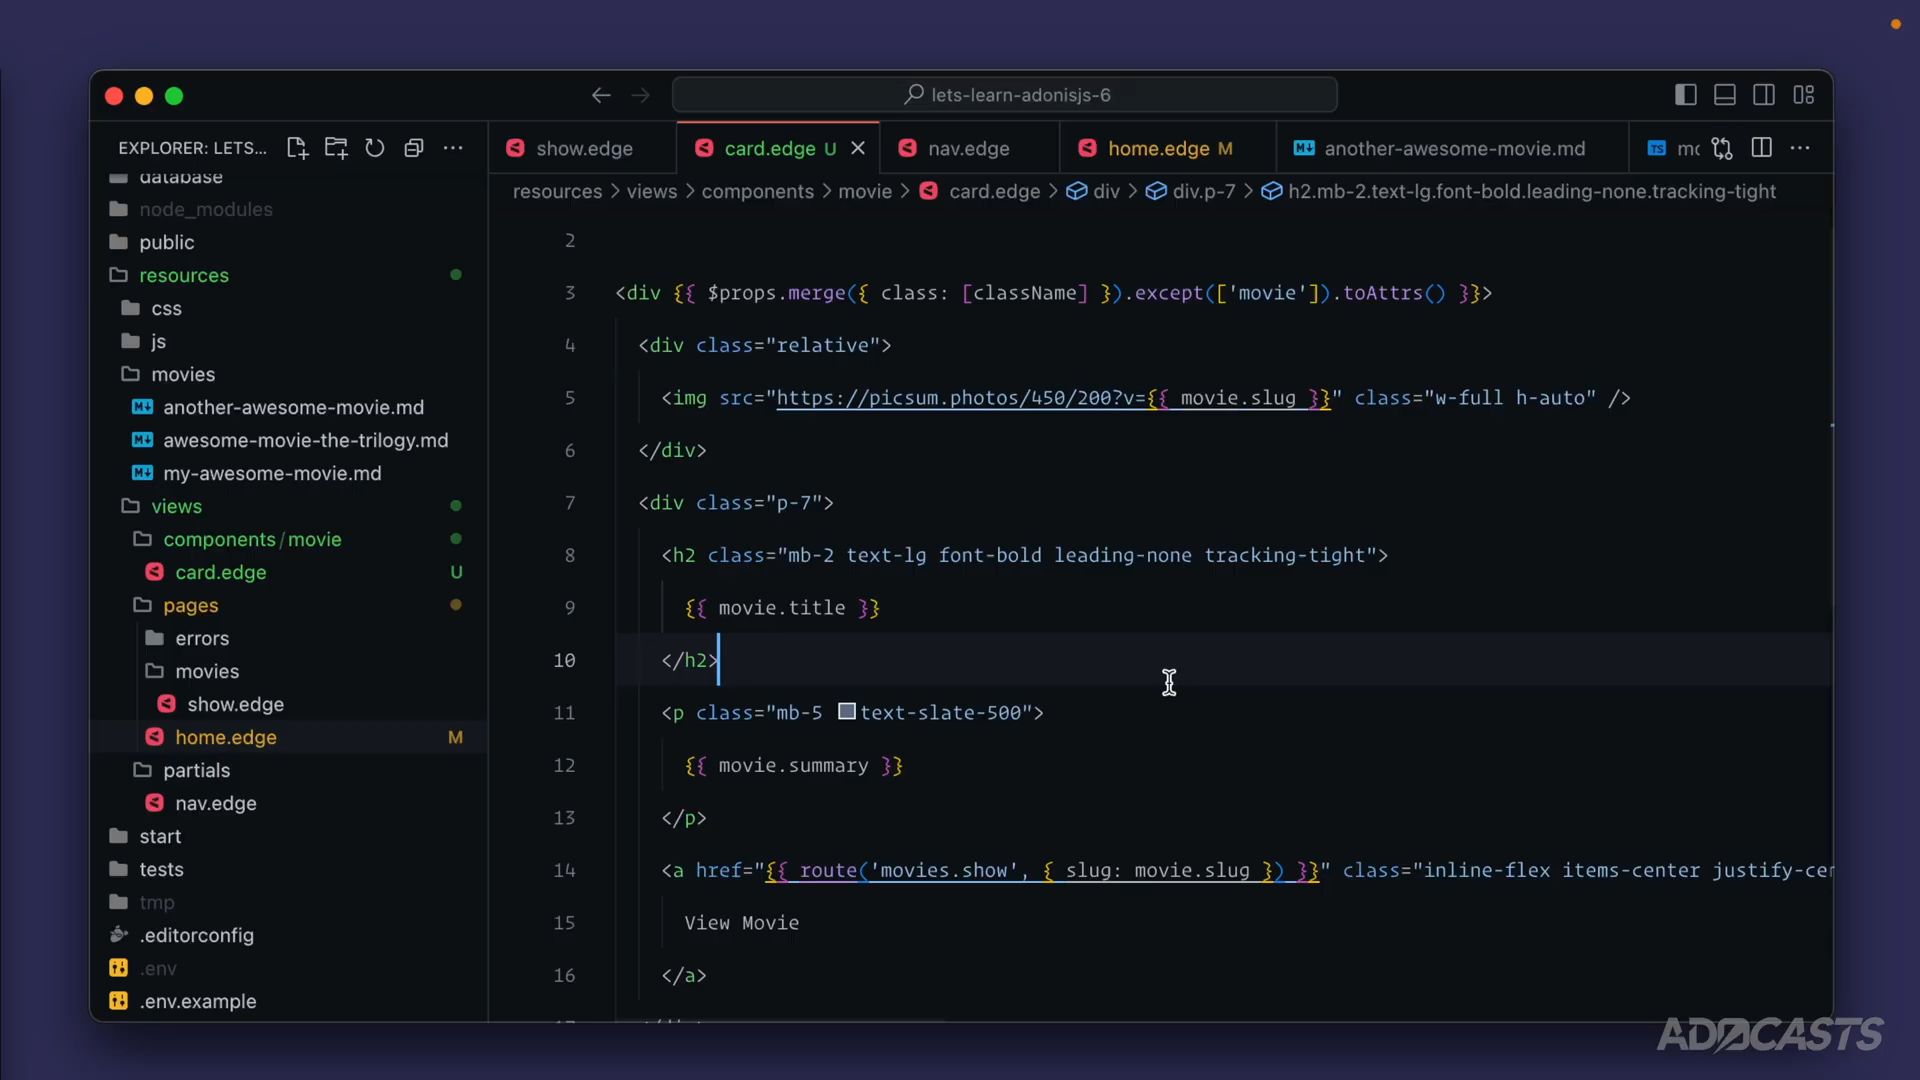 lets-learn-adonisjs-6
EXPLORER: LETS...
show.edge
card.edge U
nav.edge
home.edge M
another-awesome-movie.md
TS
resources > views > components > movie > card.edge > div > div.p-7 > h2.mb-2.text-lg.font-bold.leading-none.tracking-tight
database
node_modules
public
resources
css
js
movies
another-awesome-movie.md
awesome-movie-the-trilogy.md
my-awesome-movie.md
views
components/movie
card.edge U
pages
errors
movies
show.edge
home.edge M
partials
nav.edge
start
tests
tmp
.editorconfig
.env
.env.example
2
3 <div {{ $props.merge({ class: [className] }).except(['movie']).toAttrs() }}>
4 <div class="relative">
5 <img src="https://picsum.photos/450/200?v={{ movie.slug }}" class="w-full h-auto" />
6 </div>
7 <div class="p-7">
8 <h2 class="mb-2 text-lg font-bold leading-none tracking-tight">
9 {{ movie.title }}
10 </h2>
11 <p class="mb-5 text-slate-500">
12 {{ movie.summary }}
13 </p>
14 <a href="{{ route('movies.show', { slug: movie.slug }) }}" class="inline-flex items-center justify-cen
15 View Movie
16 </a>
ADOCASTS